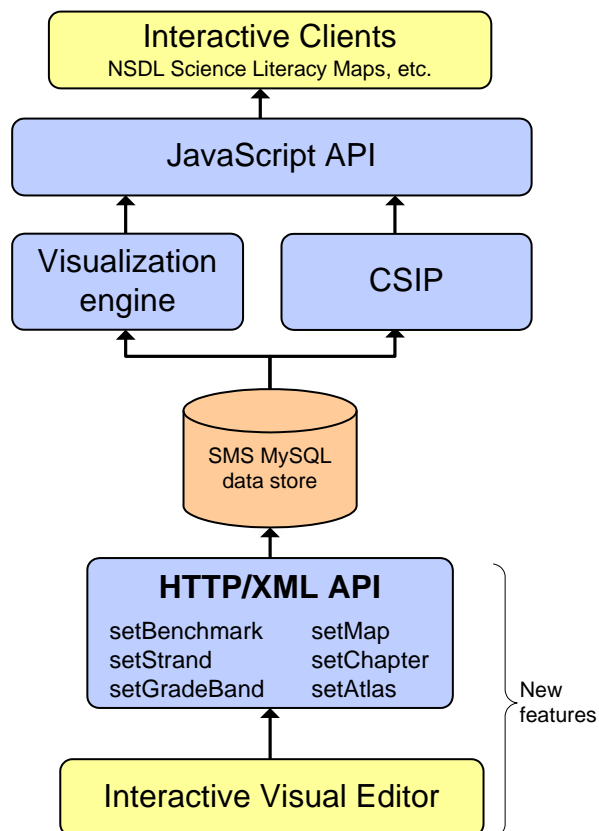 Interactive Clients
NSDL Science Literacy Maps, etc.
JavaScript API
Visualization
engine
CSIP
SMS MySQL
data store
HTTP/XML API
setBenchmark setMap
setStrand setChapter
setGradeBand setAtlas
New
features
Interactive Visual Editor